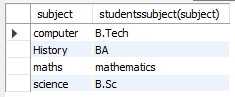 subject studentssubject(subject)
computer B.Tech
History BA
maths mathematics
science B.Sc